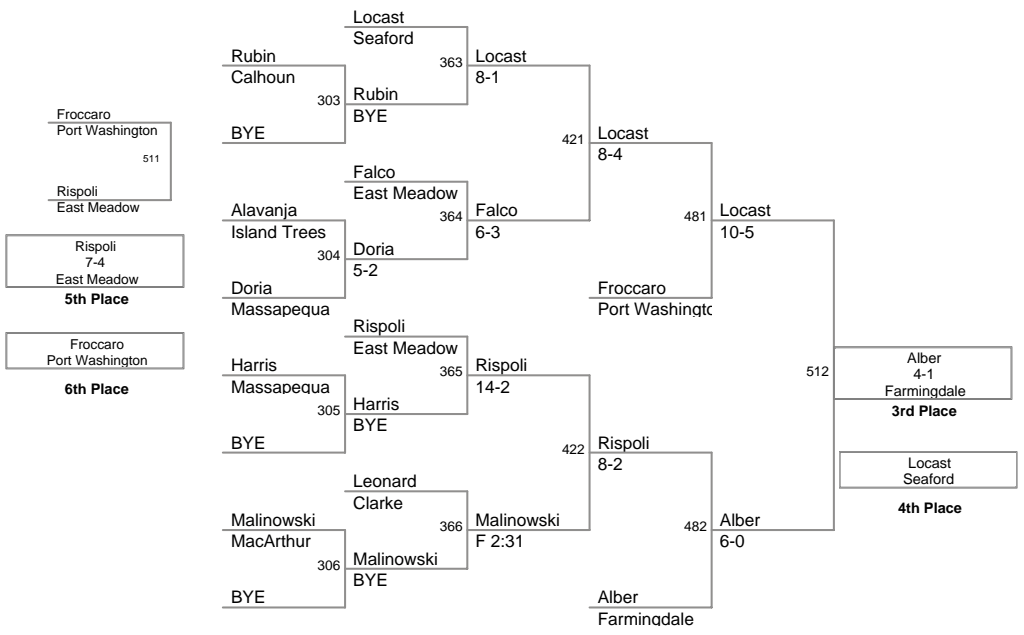 Froccaro
Port Washington
511
Rispoli
East Meadow
Rispoli
7-4
East Meadow
5th Place
Froccaro
Port Washington
6th Place
Rubin
Calhoun
303
BYE
Alavanja
Island Trees
304
Doria
Massapequa
Harris
Massapequa
305
BYE
Malinowski
MacArthur
306
BYE
Locast
Seaford
363
Rubin
BYE
Falco
East Meadow
364
Doria
5-2
Rispoli
East Meadow
365
Harris
BYE
Leonard
Clarke
366
Malinowski
BYE
Locast
8-1
421
Falco
6-3
Rispoli
14-2
422
Malinowski
F 2:31
Locast
8-4
481
Froccaro
Port Washingto
Rispoli
8-2
482
Alber
Farmingdale
Locast
10-5
512
Alber
6-0
Alber
4-1
Farmingdale
3rd Place
Locast
Seaford
4th Place